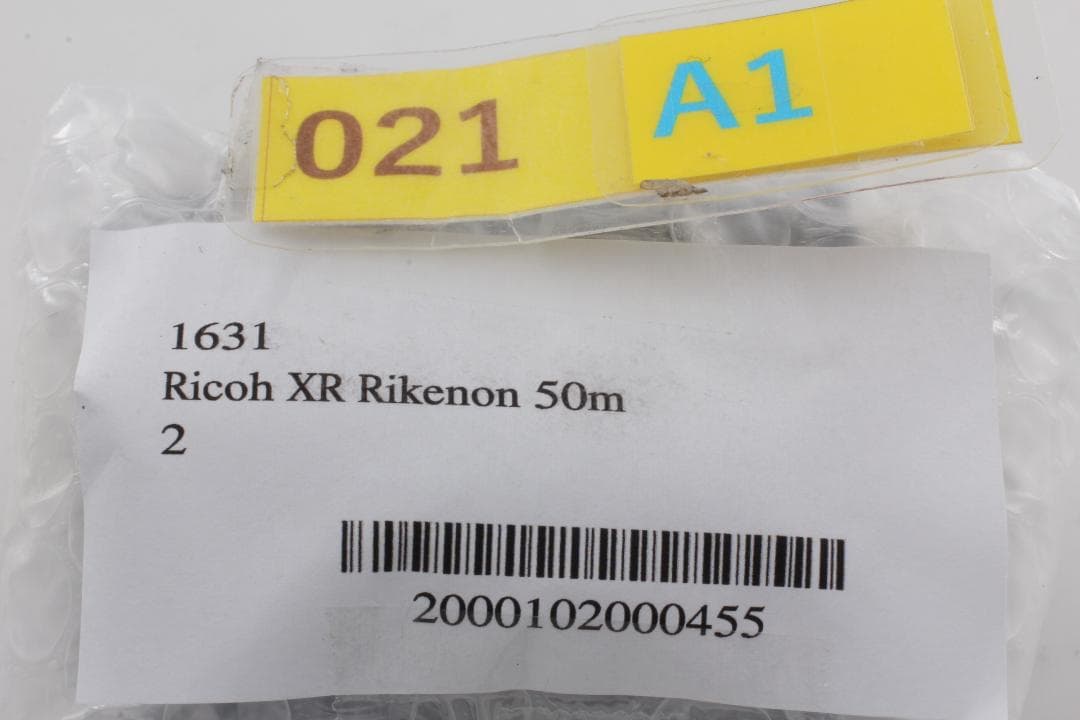 021 A1
1631
Ricoh XR Rikenon 50m
2
2000102000455